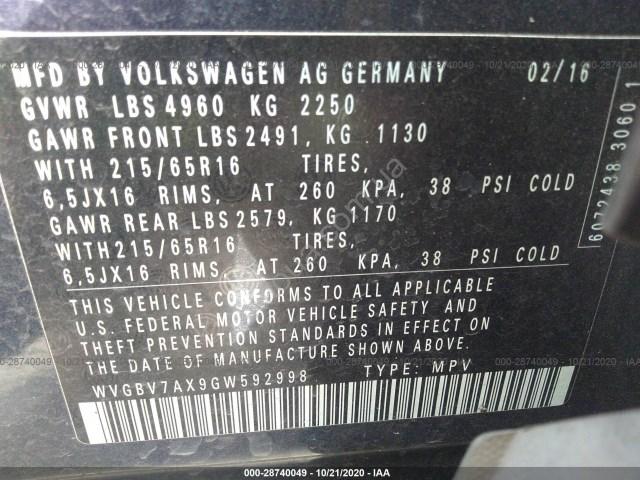 MFD BY VOLKSWAGEN AG GERMANY 02/16
GVWR LBS 4960 KG 2250
GAWR FRONT LBS 2491, KG 1130
WITH 215/65R16 TIRES,
6,5JX16 RIMS, AT 260 KPA, 38 PSI COLD
GAWR REAR LBS 2579, KG 1170
WITH 215/65R16 TIRES,
6,5JX16 RIMS, AT 260 KPA, 38 PSI COLD
THIS VEHICLE CONFORMS TO ALL APPLICABLE
U.S. FEDERAL MOTOR VEHICLE SAFETY AND
THEFT PREVENTION STANDARDS IN EFFECT ON
THE DATE OF MANUFACTURE SHOWN ABOVE.
WVGBV7AX9GW592998 TYPE: MPV
6072438 3060 1
000-28740049 - 10/21/2020 - IAA